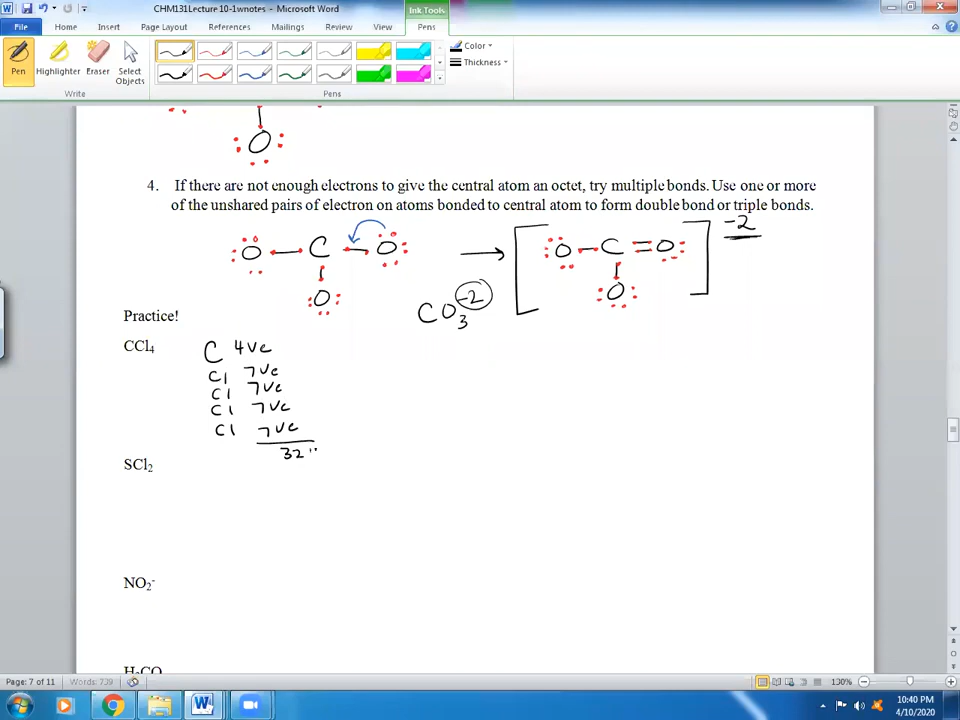 CHM131Lecture 10-1wnotes - Microsoft Word
Ink Tools
File Home Insert Page Layout References Mailings Review View Pens
Pen Highlighter Eraser Select Objects
Color
Thickness
Write
Pens
O
4. If there are not enough electrons to give the central atom an octet, try multiple bonds. Use one or more
of the unshared pairs of electron on atoms bonded to central atom to form double bond or triple bonds.
O C O O C O -2
O O
CO3 -2
Practice!
CCl4
C 4ve
Cl 7ve
Cl 7ve
Cl 7ve
Cl 7ve
32
SCl2
NO2-
H2CO
Page: 7 of 11 Words: 739 130%
10:40 PM
4/10/2020